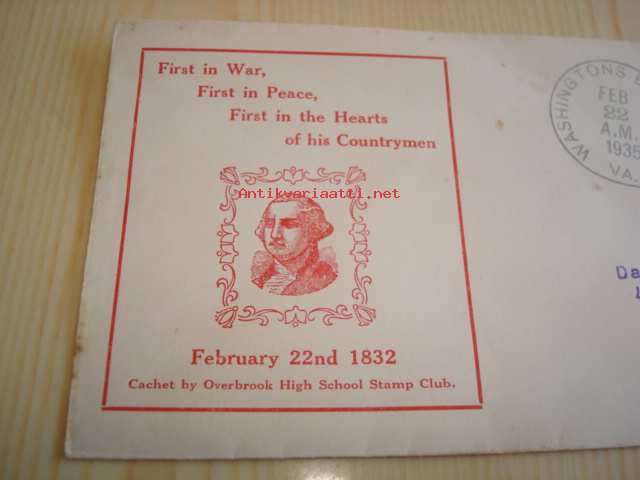 First in War,
First in Peace,
First in the Hearts
of his Countrymen
Antikvariaatti.net
February 22nd 1832
Cachet by Overbrook High School Stamp Club.
WASHINGTONS
FEB
22
A.M.
1935
VA.
Da